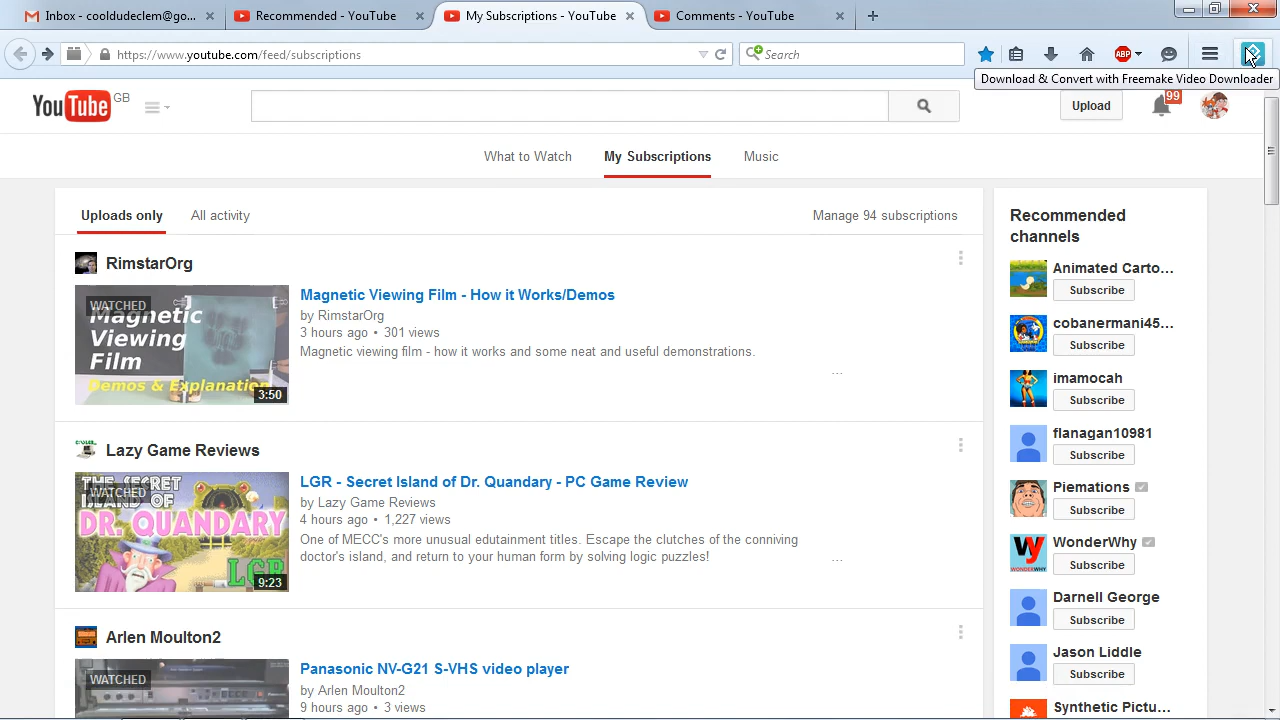 Inbox - cooldudeclem@go...
Recommended - YouTube
My Subscriptions - YouTube
Comments - YouTube
https://www.youtube.com/feed/subscriptions
Search
ABP
Download & Convert with Freemake Video Downloader
YouTube GB
Upload
99
What to Watch
My Subscriptions
Music
Uploads only
All activity
Manage 94 subscriptions
RimstarOrg
WATCHED
Magnetic
Viewing
Film
Demos & Explanation
3:50
Magnetic Viewing Film - How it Works/Demos
by RimstarOrg
3 hours ago • 301 views
Magnetic viewing film - how it works and some neat and useful demonstrations.
...
Lazy Game Reviews
THE SECRET
ISLAND OF
WATCHED
DR. QUANDARY
LGR
9:23
LGR - Secret Island of Dr. Quandary - PC Game Review
by Game Reviews
4 hours ago • 1,227 views
One of MECC's more unusual edutainment titles. Escape the clutches of the conniving
doctor's island, and return to your human form by solving logic puzzles!
...
Arlen Moulton2
WATCHED
Panasonic NV-G21 S-VHS video player
by Arlen Moulton2
9 hours ago • 3 views
Recommended
channels
Animated Carto...
Subscribe
cobanermani45...
Subscribe
imamocah
Subscribe
flanagan10981
Subscribe
Piemations
Subscribe
WY
WONDERWHY
WonderWhy
Subscribe
Darnell George
Subscribe
Jason Liddle
Subscribe
Synthetic Pictu...